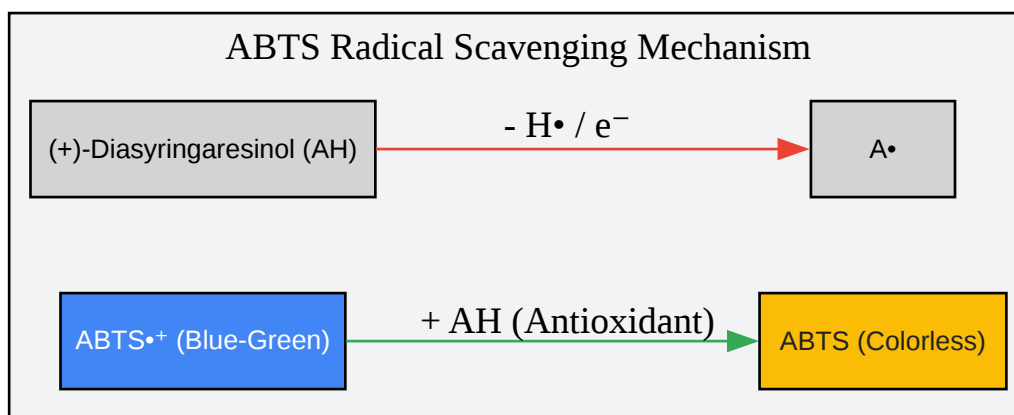 ABTS Radical Scavenging Mechanism
- H• / e⁻
(+)-Diasyringaresinol (AH)
A•
+ AH (Antioxidant)
ABTS•⁺ (Blue-Green)
ABTS (Colorless)